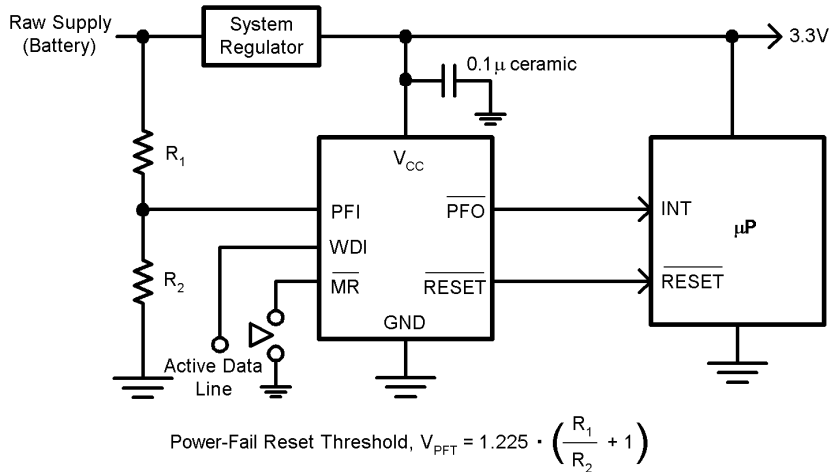 Raw Supply
(Battery)
System
Regulator
3.3V
0.1μ ceramic
R1
VCC
PFI
PFO
INT
μP
WDI
R2
MR
RESET
RESET
GND
Active Data
Line
Power-Fail Reset Threshold, VPFT = 1.225 · (R1/R2 + 1)